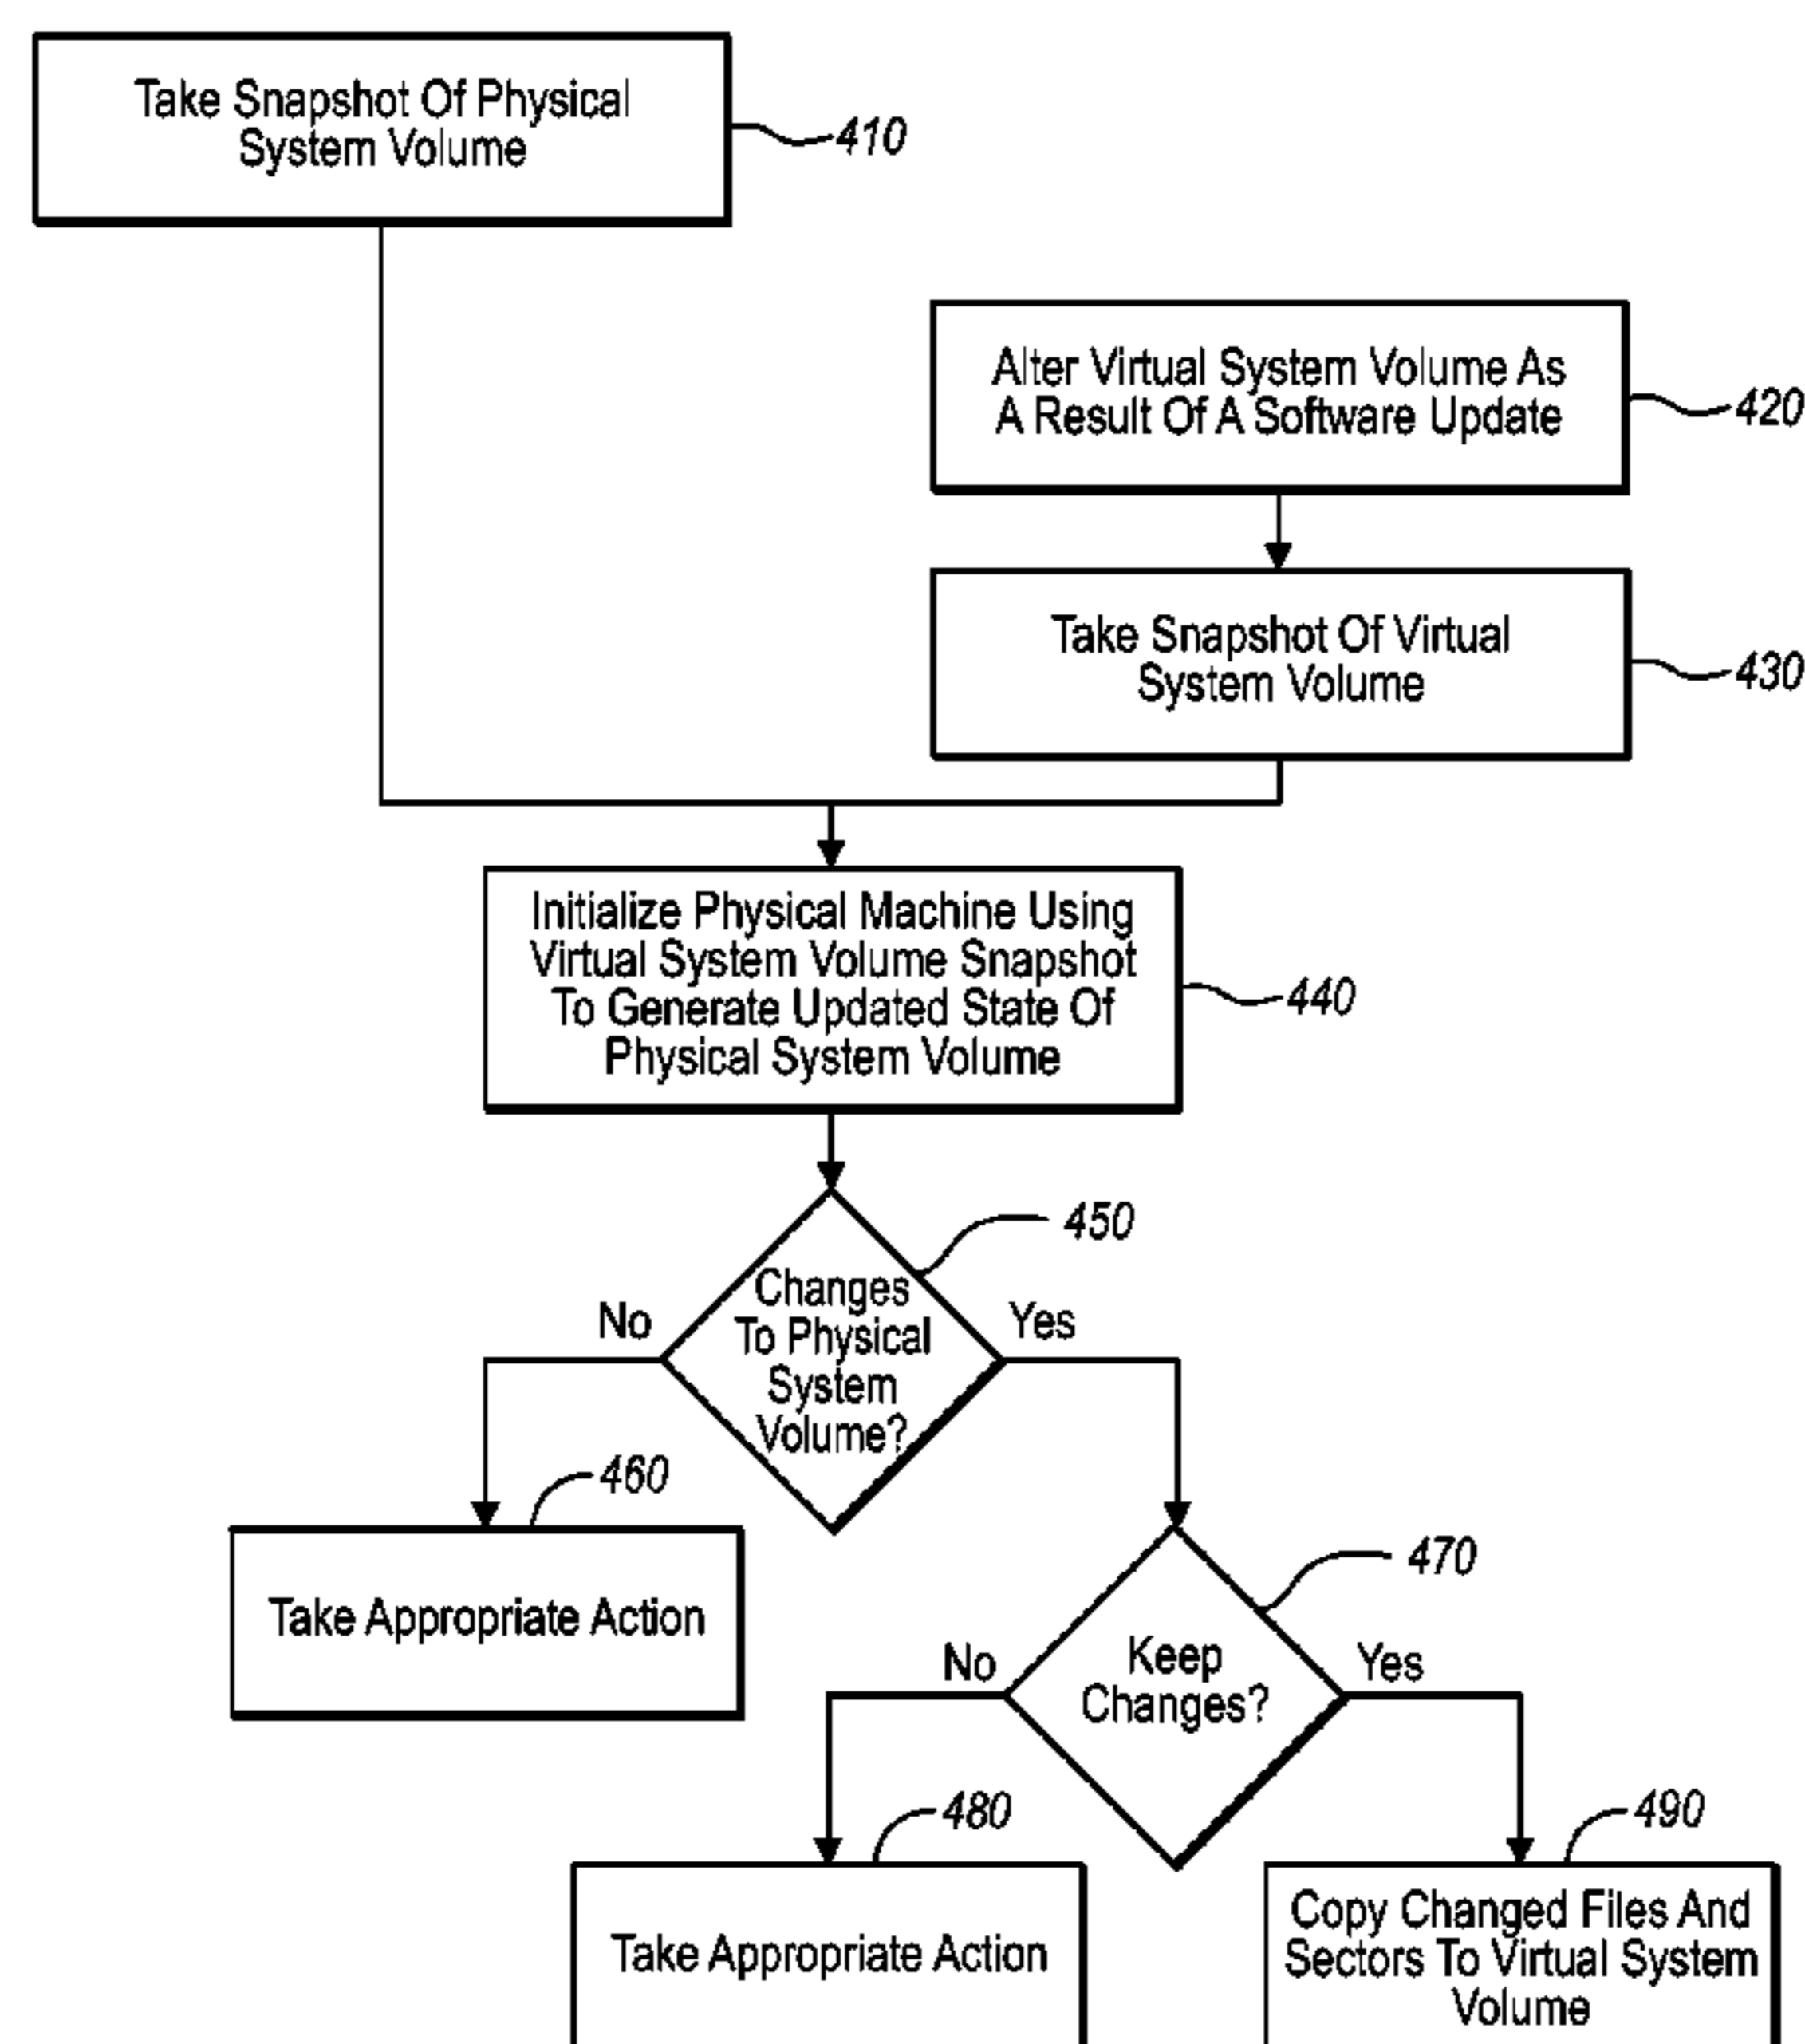 Take Snapshot Of Physical
System Volume
410
Alter Virtual System Volume As
A Result Of A Software Update
420
Take Snapshot Of Virtual
System Volume
430
Initialize Physical Machine Using
Virtual System Volume Snapshot
To Generate Updated State Of
Physical System Volume
440
450
Changes
To Physical
System
Volume?
No
Yes
460
Take Appropriate Action
470
Keep
Changes?
No
Yes
480
Take Appropriate Action
490
Copy Changed Files And
Sectors To Virtual System
Volume